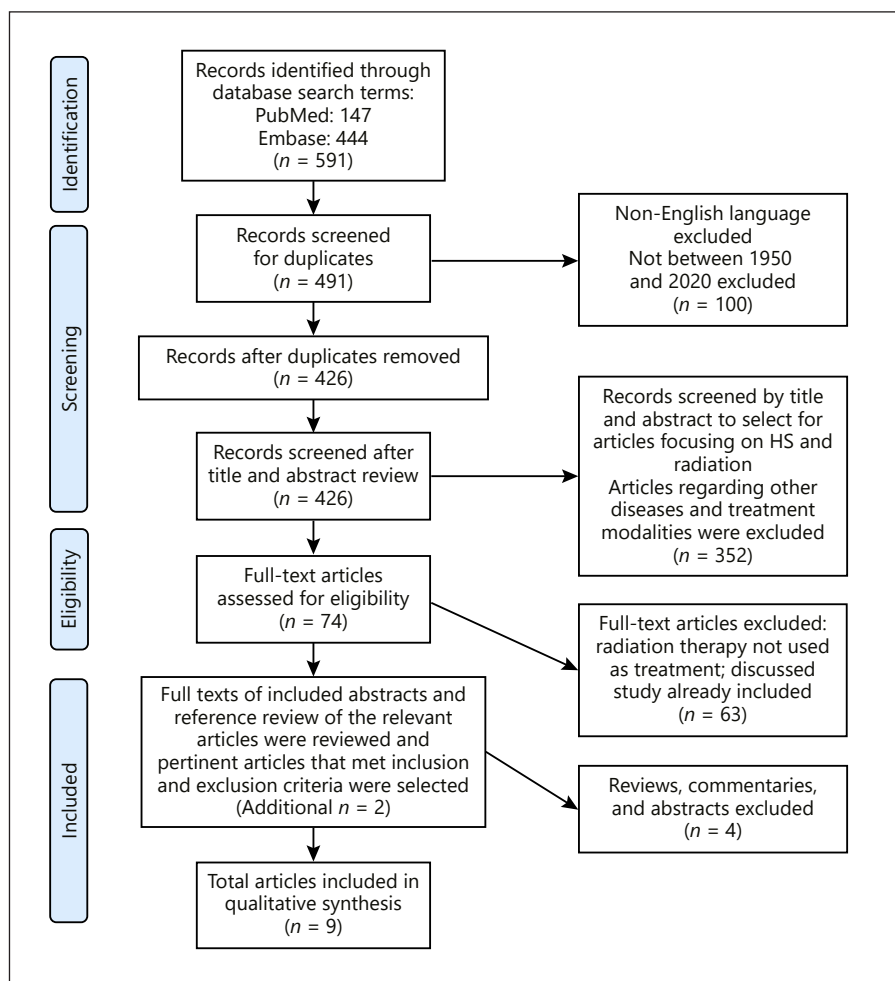 Identification
Records identified through
database search terms:
PubMed: 147
Embase: 444
(n = 591)
Screening
Records screened
for duplicates
(n = 491)
Non-English language
excluded
Not between 1950
and 2020 excluded
(n = 100)
Records after duplicates removed
(n = 426)
Records screened after
title and abstract review
(n = 426)
Records screened by title
and abstract to select for
articles focusing on HS and
radiation
Articles regarding other
diseases and treatment
modalities were excluded
(n = 352)
Eligibility
Full-text articles
assessed for eligibility
(n = 74)
Full-text articles excluded:
radiation therapy not used
as treatment; discussed
study already included
(n = 63)
Included
Full texts of included abstracts and
reference review of the relevant
articles were reviewed and
pertinent articles that met inclusion
and exclusion criteria were selected
(Additional n = 2)
Reviews, commentaries,
and abstracts excluded
(n = 4)
Total articles included in
qualitative synthesis
(n = 9)